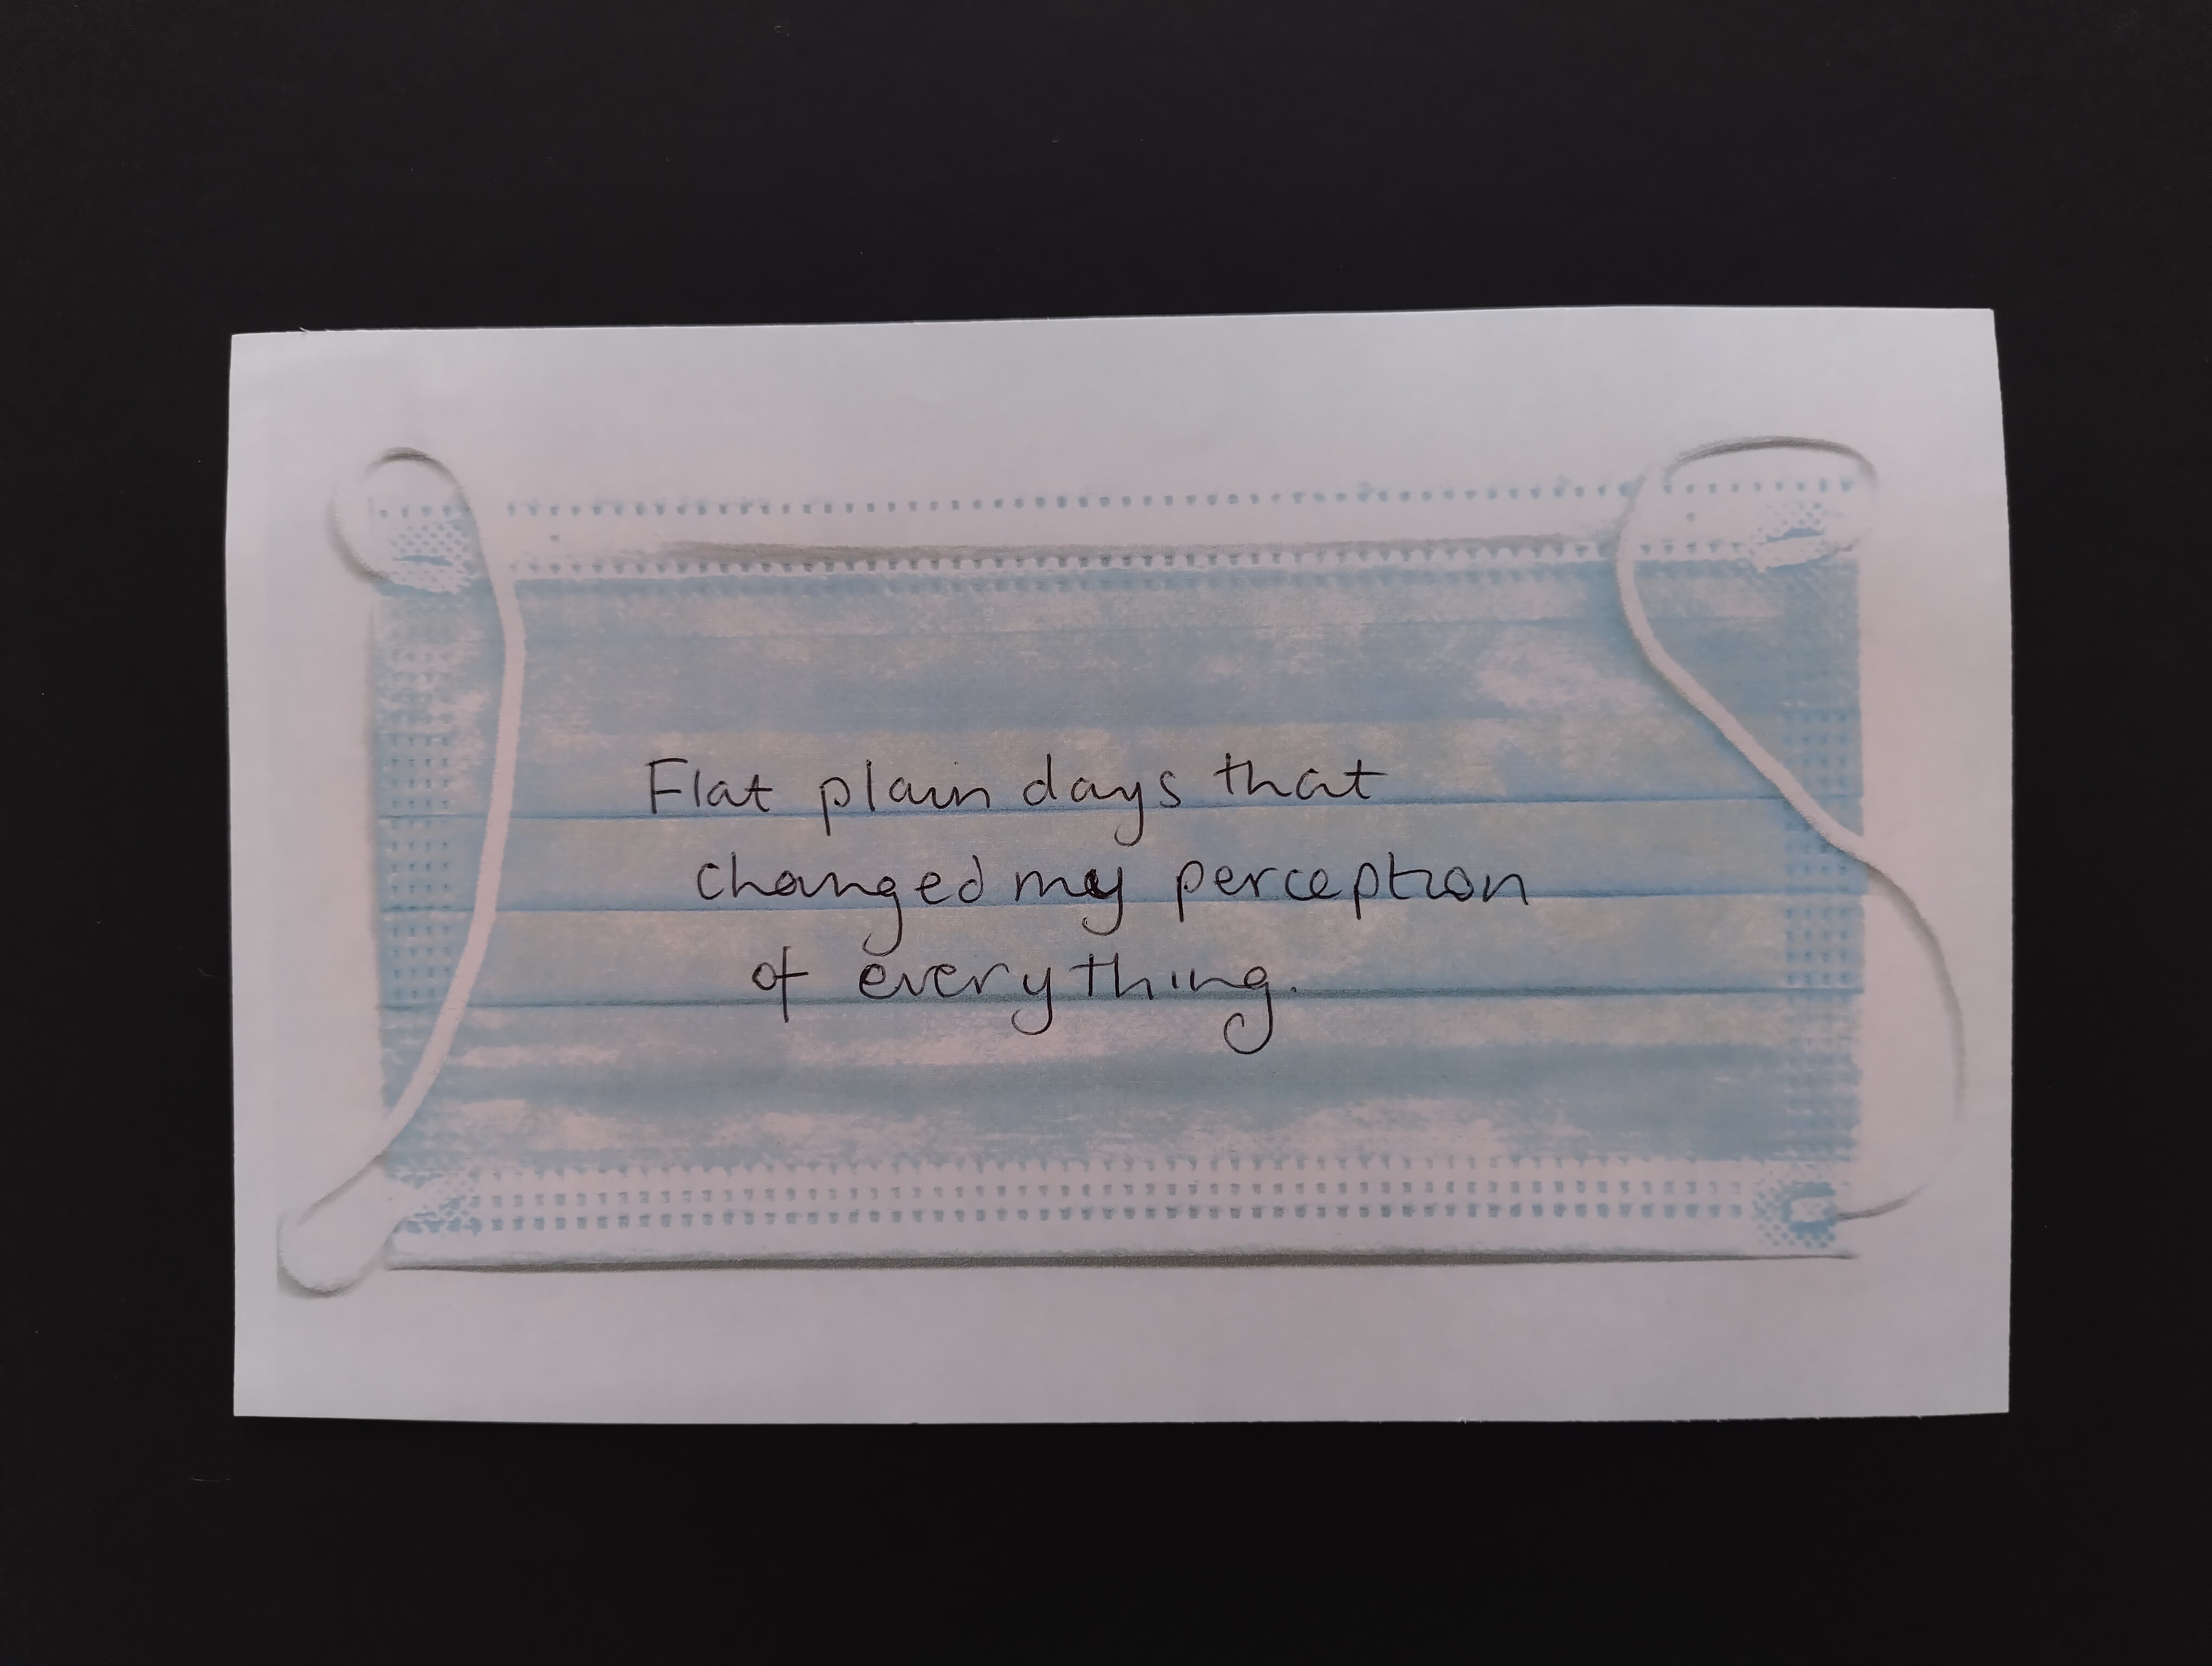 Flat plain days that
changed my perception
of everything.